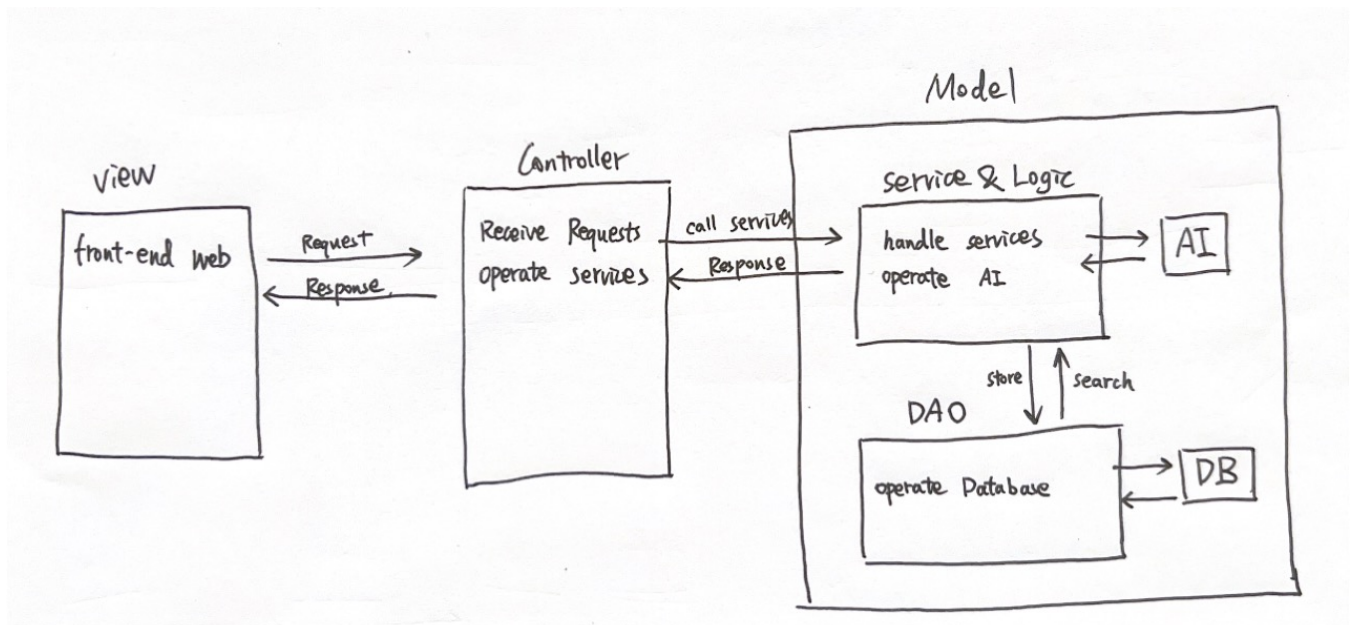 view
front-end web
Request
Response
Controller
Receive Requests
operate services
call services
Response
Model
Service & Logic
handle services
operate AI
AI
store
search
DAO
operate Database
DB